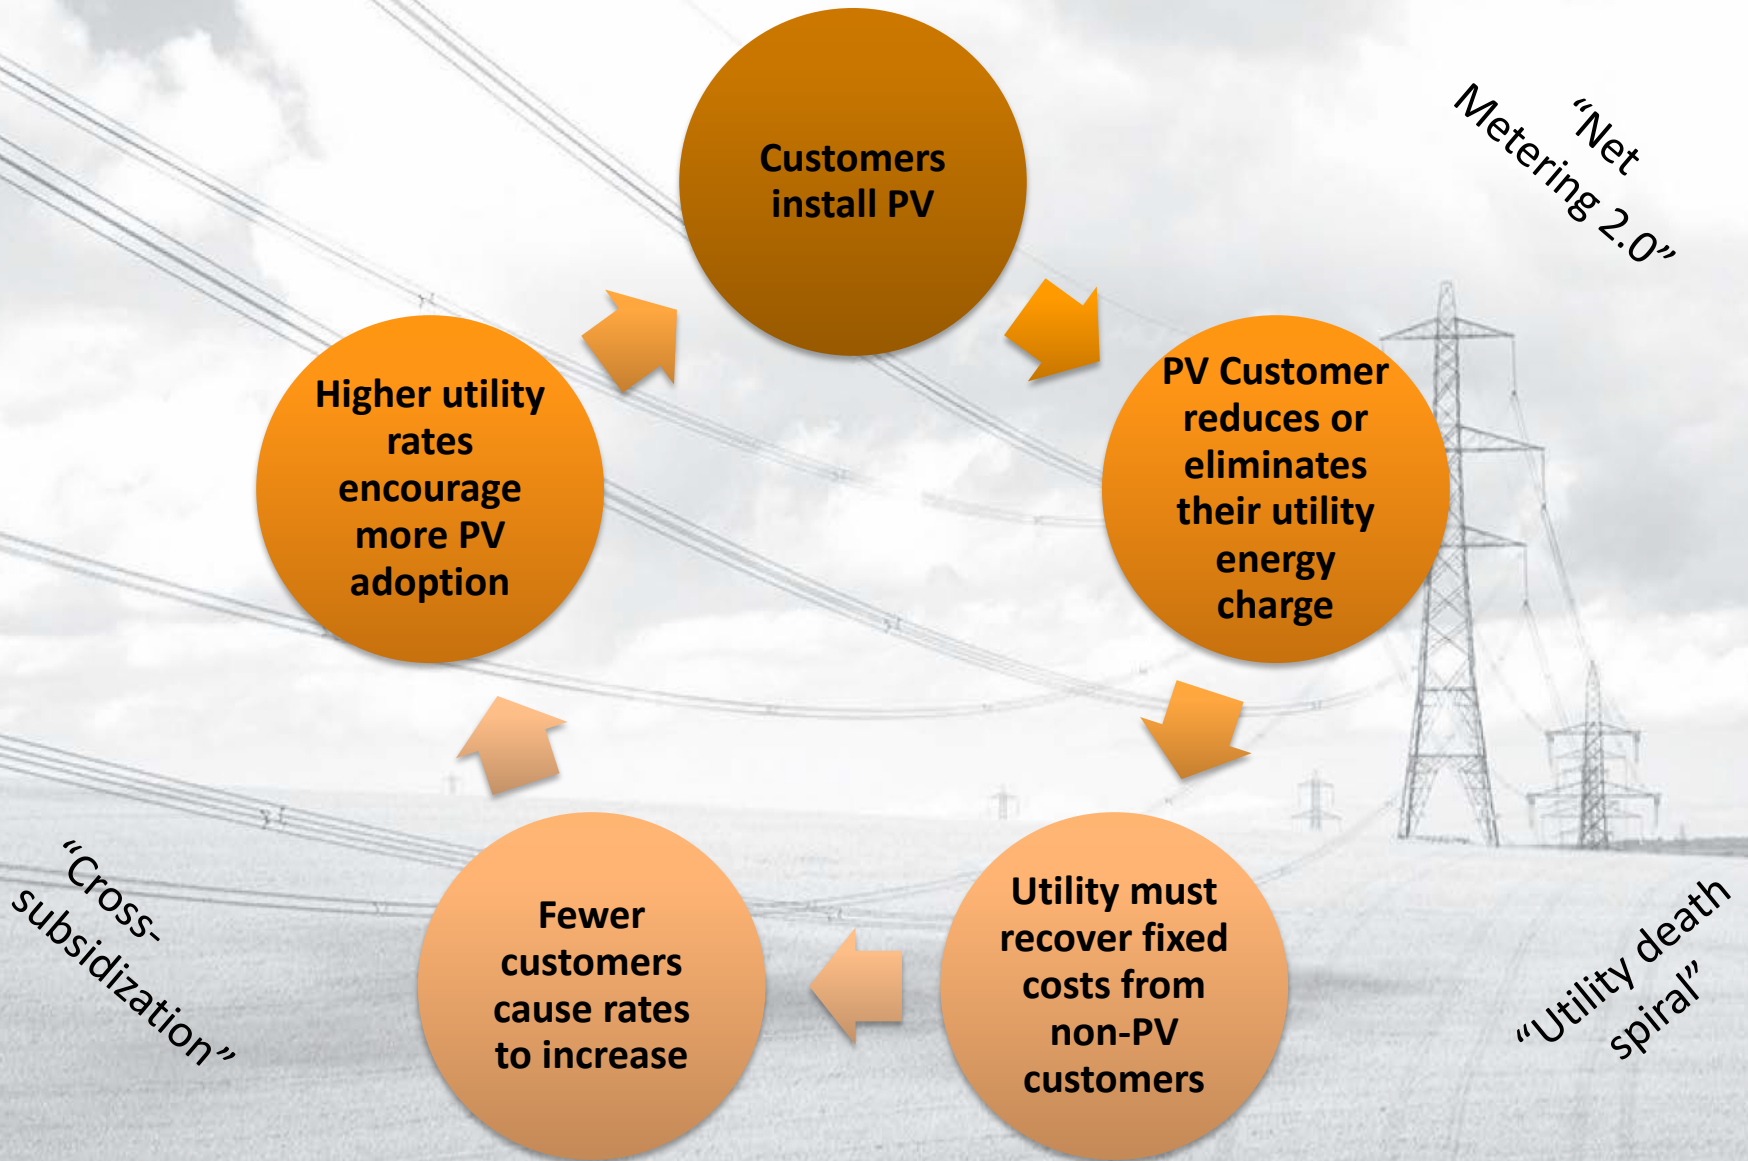 Customers
install PV
“Net
Metering 2.0”
PV Customer
reduces or
eliminates
their utility
energy
charge
Utility must
recover fixed
costs from
non-PV
customers
“Utility death
spiral”
Fewer
customers
cause rates
to increase
“Cross-
subsidization”
Higher utility
rates
encourage
more PV
adoption